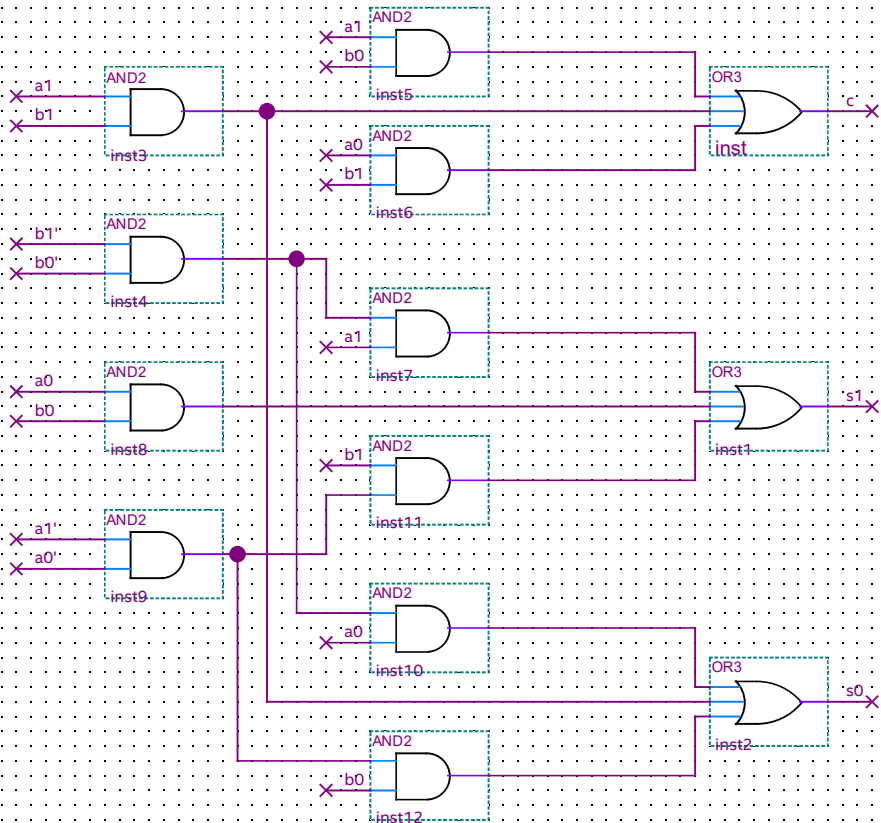 AND2
a1
b0
inst5
AND2
a1
b1
inst3
OR3
c
inst
AND2
a0
b1
inst6
AND2
b1'
b0'
inst4
AND2
a1
inst7
AND2
a0
b0
inst8
OR3
s1
inst1
AND2
b1
inst11
AND2
a1'
a0'
inst9
AND2
a0
inst10
OR3
s0
inst2
AND2
b0
inst12